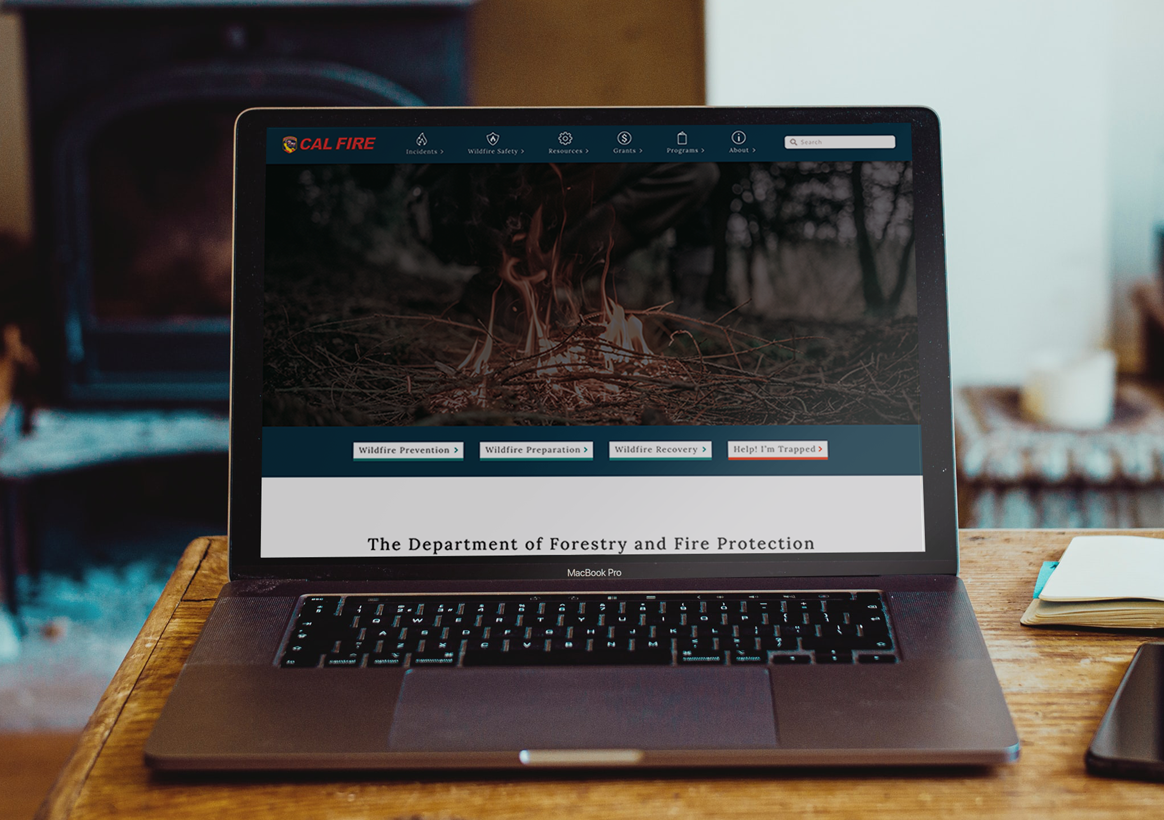 CAL FIRE
Incidents >
Wildfire Safety >
Resources >
Grants >
Programs >
About >
Search
Wildfire Prevention >
Wildfire Preparation >
Wildfire Recovery >
Help! I'm Trapped >
The Department of Forestry and Fire Protection
MacBook Pro